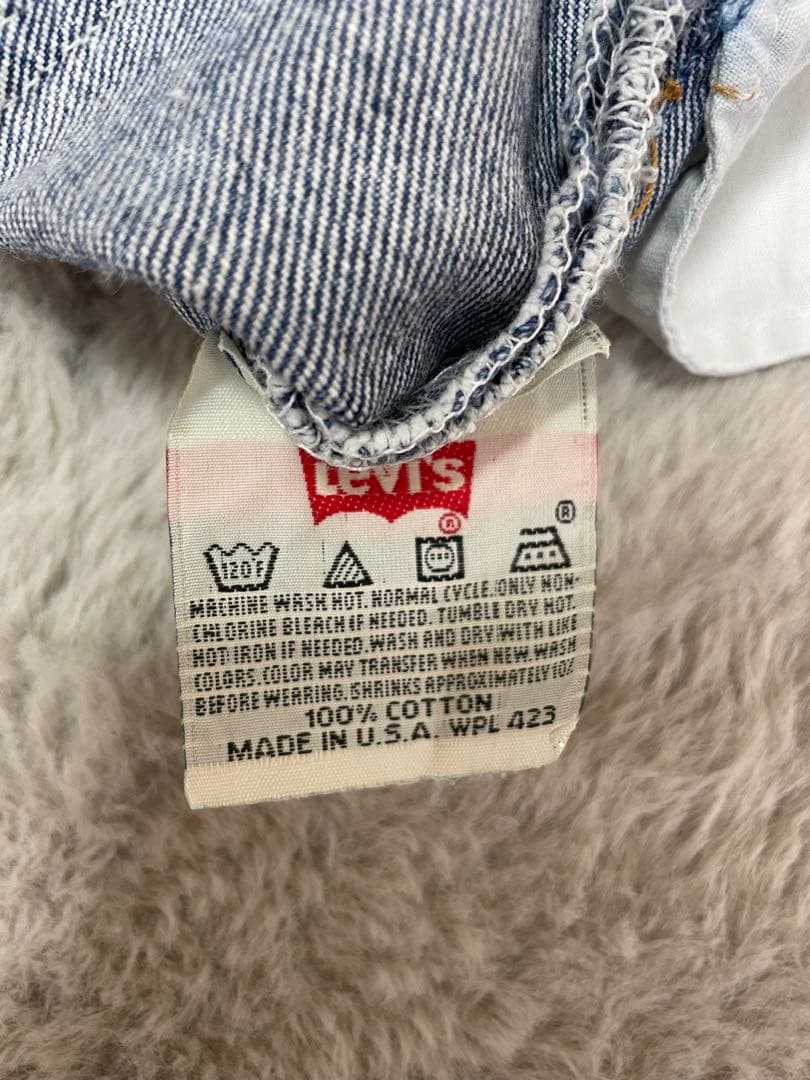 Levi's
®
®
120°F
MACHINE WASH HOT. NORMAL CYCLE. ONLY NON-
CHLORINE BLEACH IF NEEDED. TUMBLE DRY HOT.
HOT IRON IF NEEDED. WASH AND DRY WITH LIKE
COLORS. COLOR MAY TRANSFER WHEN NEW. WASH
BEFORE WEARING. SHRINKS APPROXIMATELY 10%
100% COTTON
MADE IN U.S.A. WPL 423